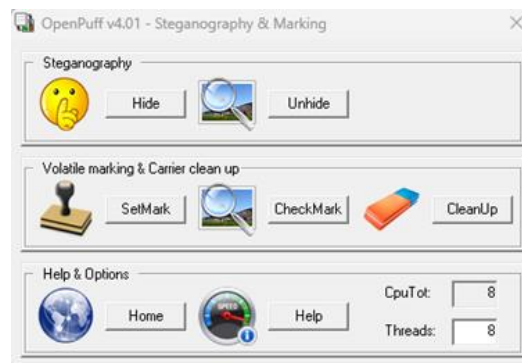 OpenPuff v4.01 - Steganography & Marking
Steganography
Hide Unhide
Volatile marking & Carrier clean up
SetMark CheckMark CleanUp
Help & Options
Home SPEED Help
CpuTot: 8
Threads: 8